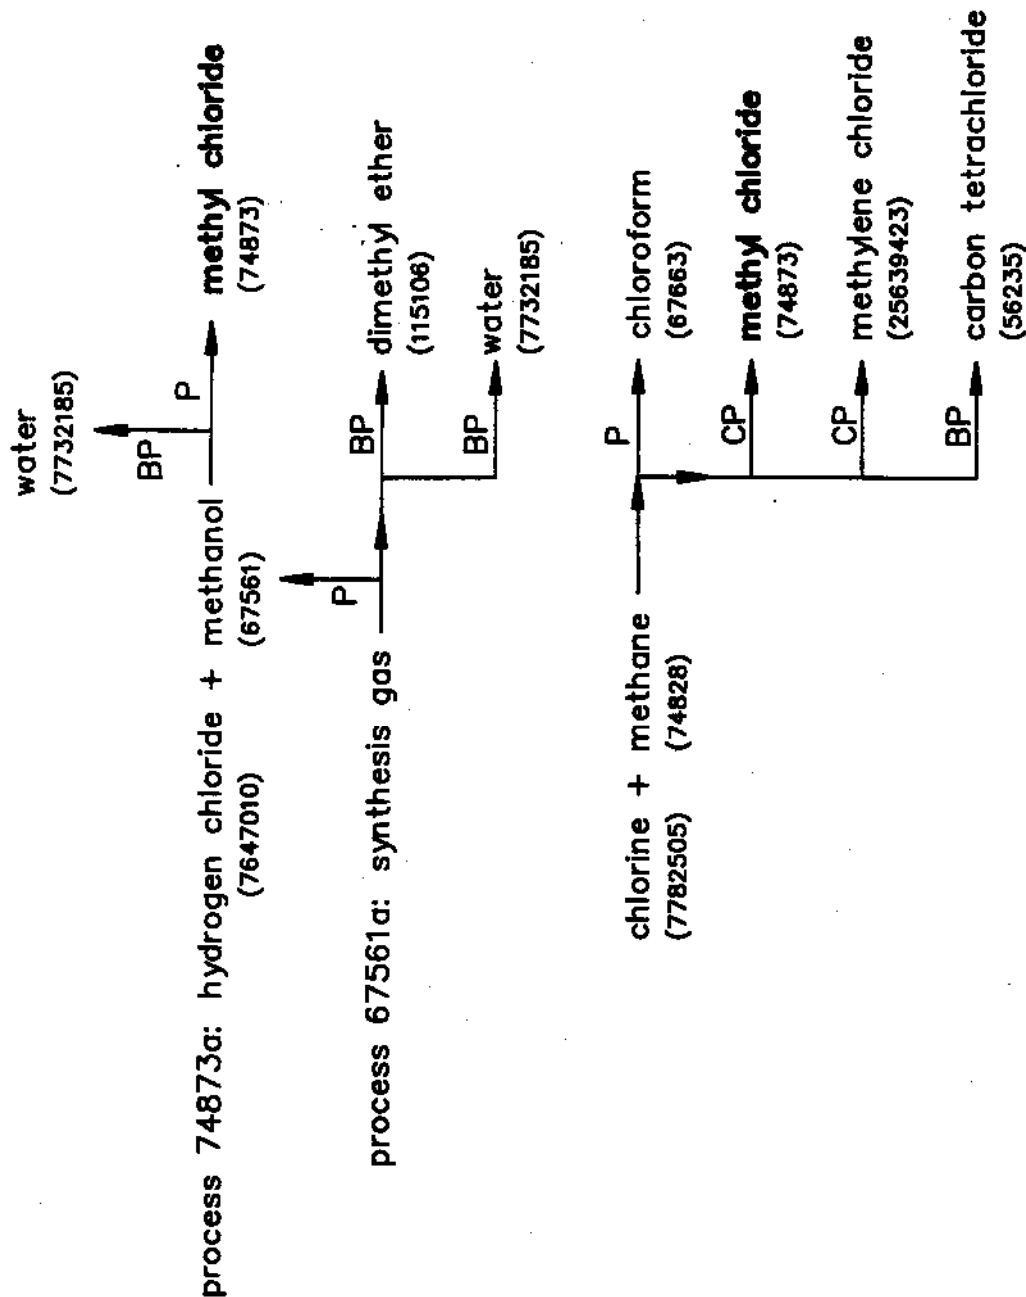 water
(7732185)
BP
P
process 74873a: hydrogen chloride + methanol
methyl chloride
(7647010)
(67561)
(74873)
P
BP
process 67561a: synthesis gas
dimethyl ether
(115106)
BP
water
(7732185)
P
chlorine + methane
chloroform
(7782505)
(74828)
(67663)
CP
methyl chloride
(74873)
CP
methylene chloride
(25639423)
BP
carbon tetrachloride
(56235)